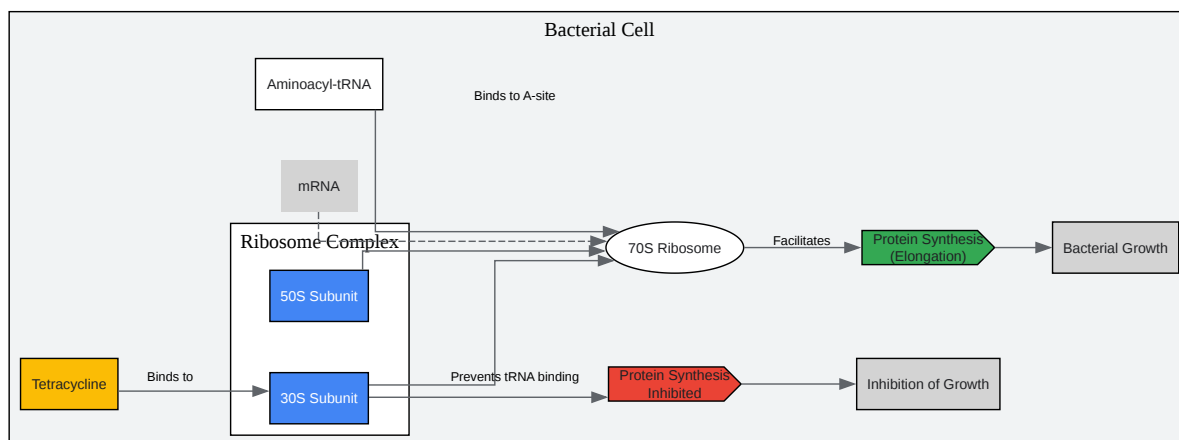 Bacterial Cell
Aminoacyl-tRNA
Binds to A-site
mRNA
Ribosome Complex
70S Ribosome
Facilitates
Protein Synthesis
(Elongation)
Bacterial Growth
50S Subunit
Tetracycline
Binds to
30S Subunit
Prevents tRNA binding
Protein Synthesis
Inhibited
Inhibition of Growth